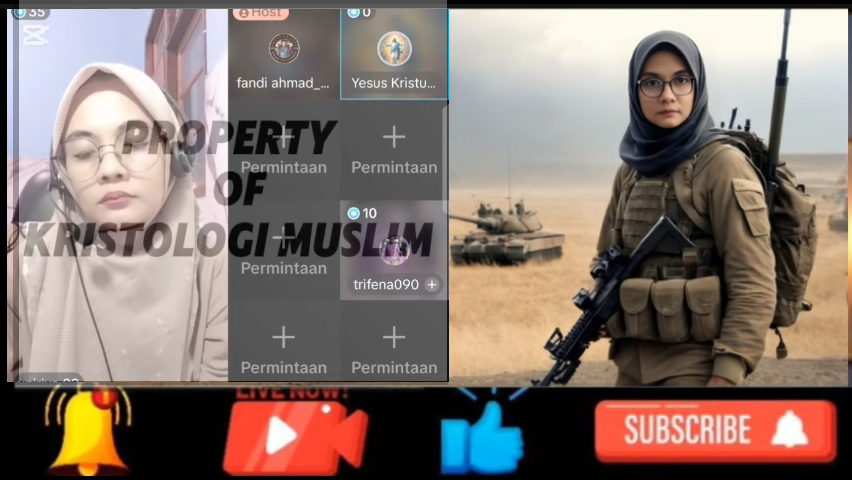 35
Host
0
fandi ahmad_...
Yesus Kristu...
PROPERTY
OF
KRISTOLOGI MUSLIM
Permintaan
Permintaan
10
Permintaan
trifena090
Permintaan
Permintaan
LIVE NOW!
SUBSCRIBE